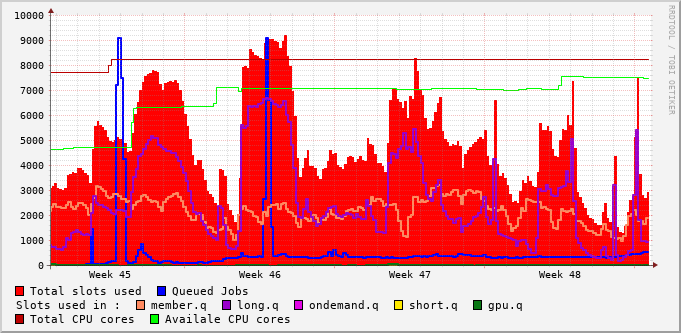 10000
9000
8000
7000
6000
5000
4000
3000
2000
1000
0
Week 45 Week 46 Week 47 Week 48
RRDTOOL / TOBI OETIKER
Total slots used Queued Jobs
Slots used in : member.q long.q ondemand.q short.q gpu.q
Total CPU cores Availale CPU cores